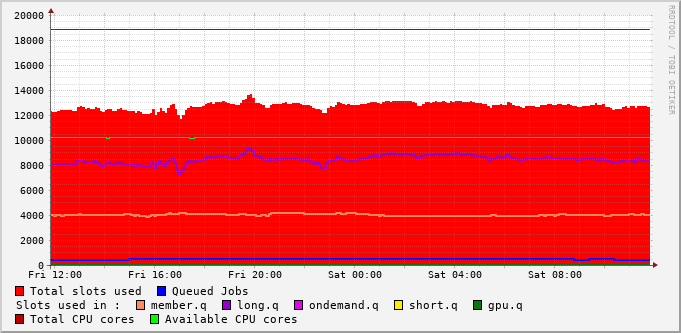 20000
18000
16000
14000
12000
10000
8000
6000
4000
2000
0
Fri 12:00 Fri 16:00 Fri 20:00 Sat 00:00 Sat 04:00 Sat 08:00
Total slots used Queued Jobs
Slots used in : member.q long.q ondemand.q short.q gpu.q
Total CPU cores Available CPU cores
RRDTOOL / TOBI OETIKER